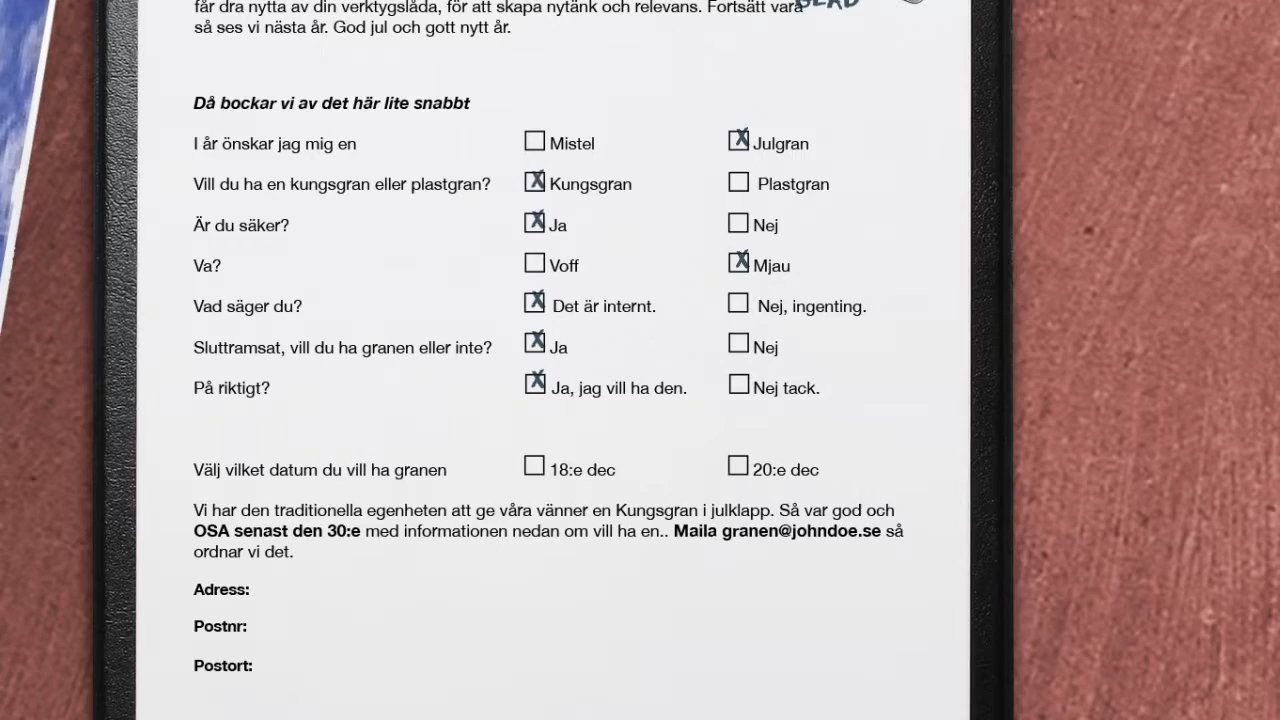 får dra nytta av din verktygslåda, för att skapa nytänk och relevans. Fortsätt vara GLAD
så ses vi nästa år. God jul och gott nytt år.
Då bockar vi av det här lite snabbt
I år önskar jag mig en Mistel X Julgran
Vill du ha en kungsgran eller plastgran? X Kungsgran Plastgran
Är du säker? X Ja Nej
Va? Voff X Mjau
Vad säger du? X Det är internt. Nej, ingenting.
Sluttramsat, vill du ha granen eller inte? X Ja Nej
På riktigt? X Ja, jag vill ha den. Nej tack.
Välj vilket datum du vill ha granen 18:e dec 20:e dec
Vi har den traditionella egenheten att ge våra vänner en Kungsgran i julklapp. Så var god och
OSA senast den 30:e med informationen nedan om vill ha en.. Maila granen@johndoe.se så
ordnar vi det.
Adress:
Postnr:
Postort: